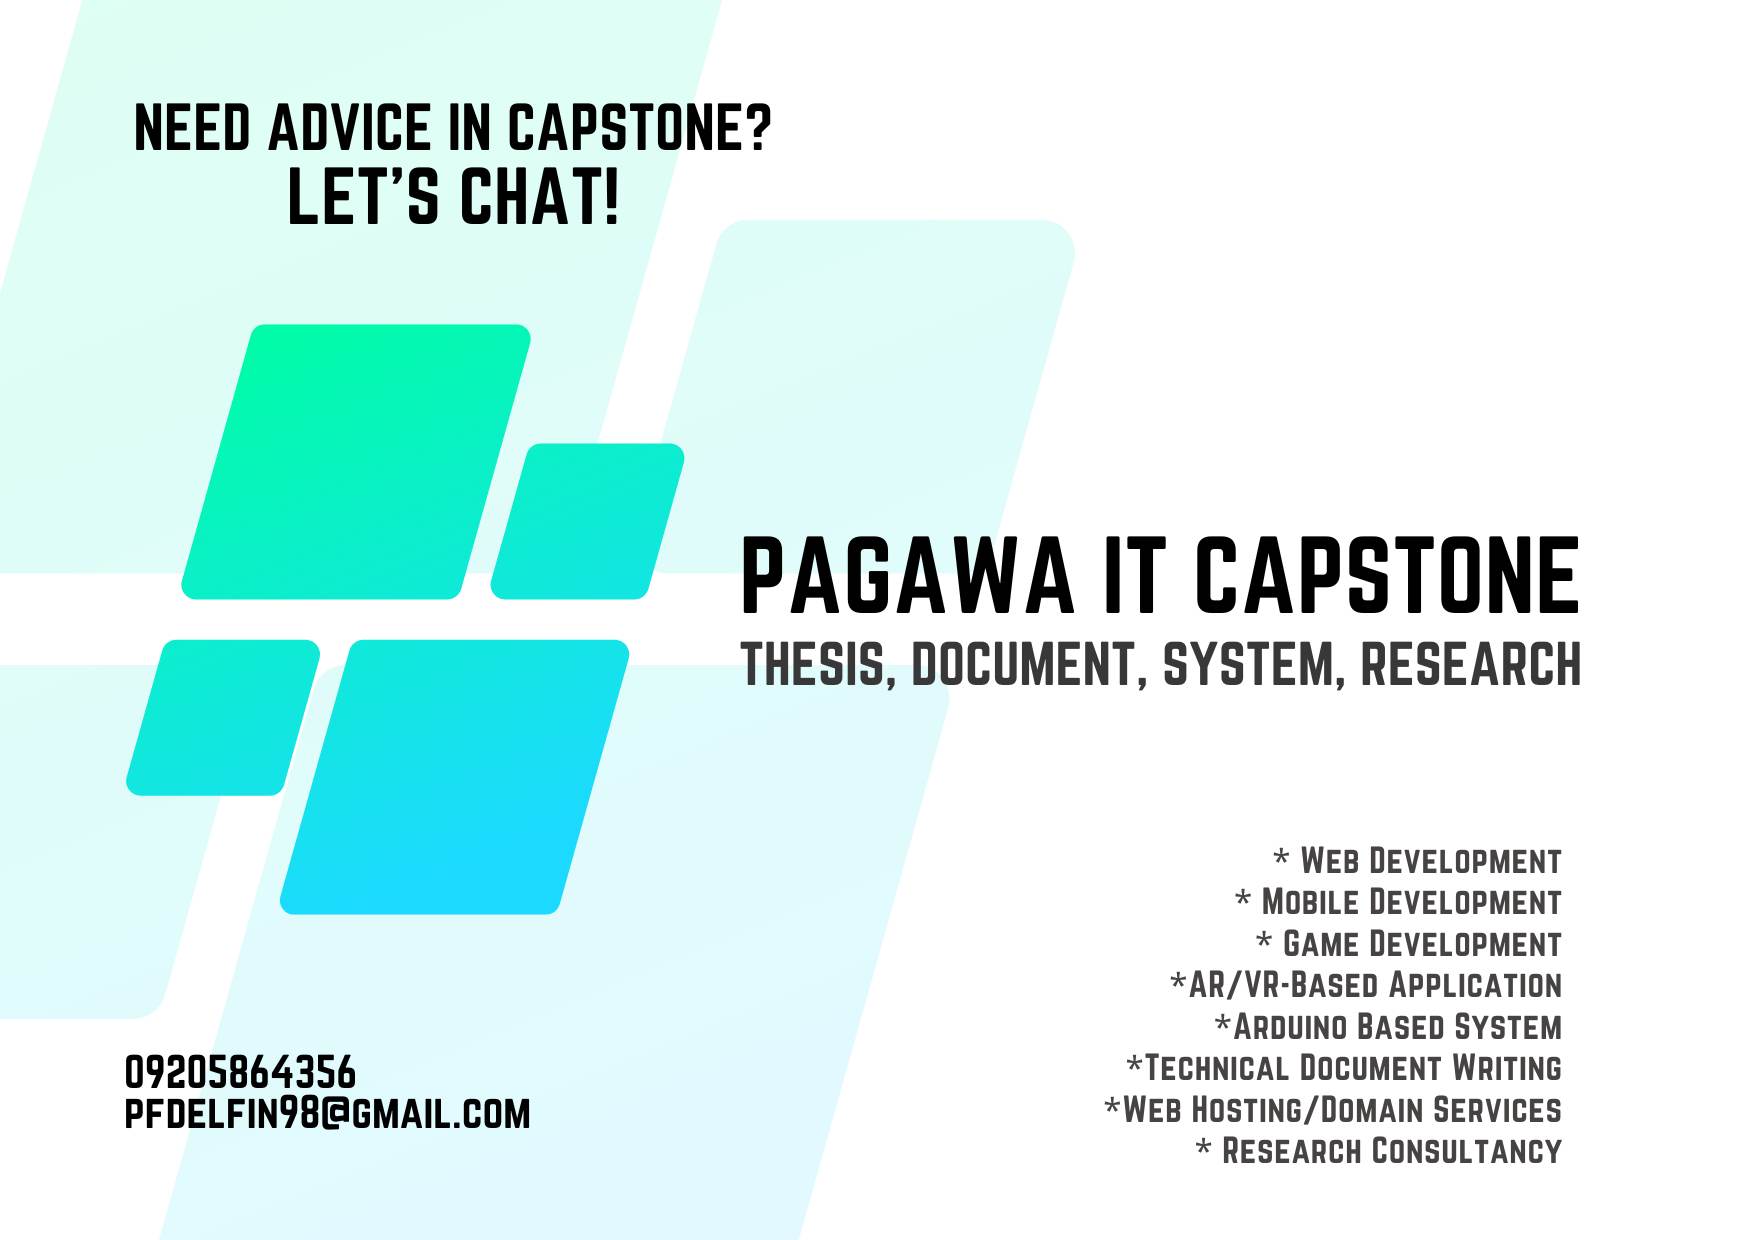 NEED ADVICE IN CAPSTONE?
LET'S CHAT!
PAGAWA IT CAPSTONE
THESIS, DOCUMENT, SYSTEM, RESEARCH
* WEB DEVELOPMENT
* MOBILE DEVELOPMENT
* GAME DEVELOPMENT
*AR/VR-BASED APPLICATION
*ARDUINO BASED SYSTEM
*TECHNICAL DOCUMENT WRITING
*WEB HOSTING/DOMAIN SERVICES
* RESEARCH CONSULTANCY
09205864356
PFDELFIN98@GMAIL.COM